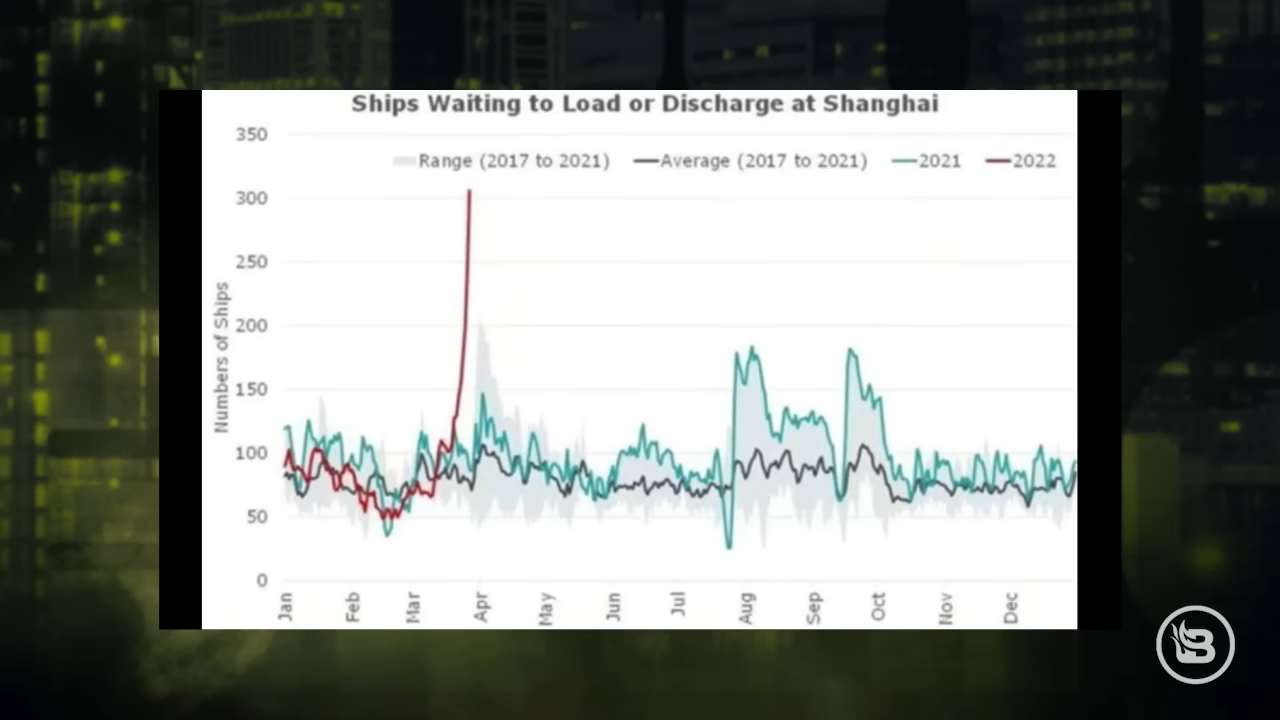 Ships Waiting to Load or Discharge at Shanghai
350
Range (2017 to 2021) Average (2017 to 2021) 2021 2022
300
250
200
150
100
50
0
Numbers of Ships
Jan Feb Mar Apr May Jun Jul Aug Sep Oct Nov Dec
B